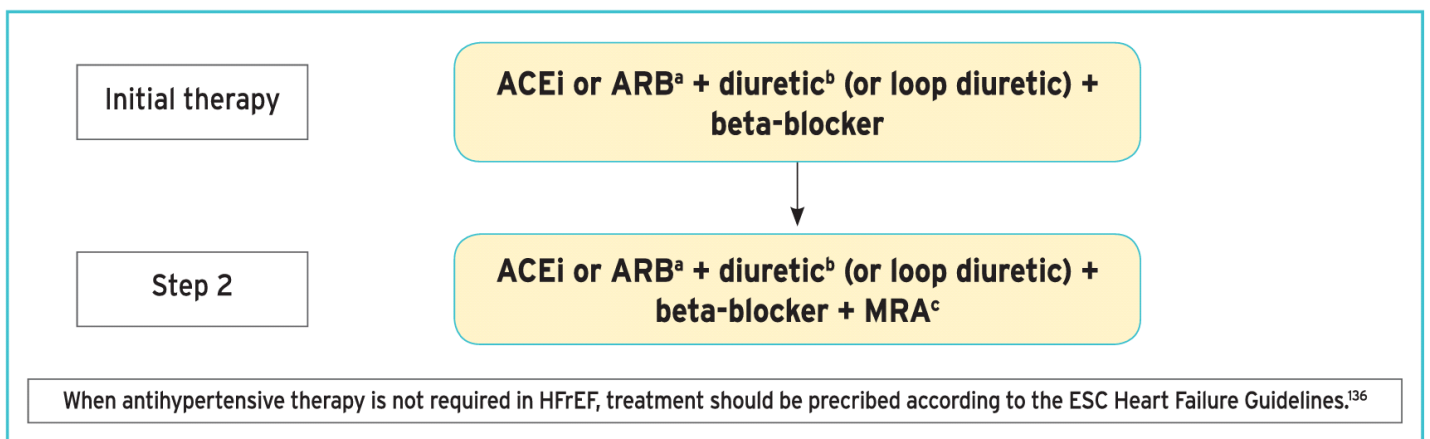 Initial therapy
ACEi or ARBᵃ + diureticᵇ (or loop diuretic) +
beta-blocker
Step 2
ACEi or ARBᵃ + diureticᵇ (or loop diuretic) +
beta-blocker + MRAᶜ
When antihypertensive therapy is not required in HFrEF, treatment should be precribed according to the ESC Heart Failure Guidelines.¹³⁶